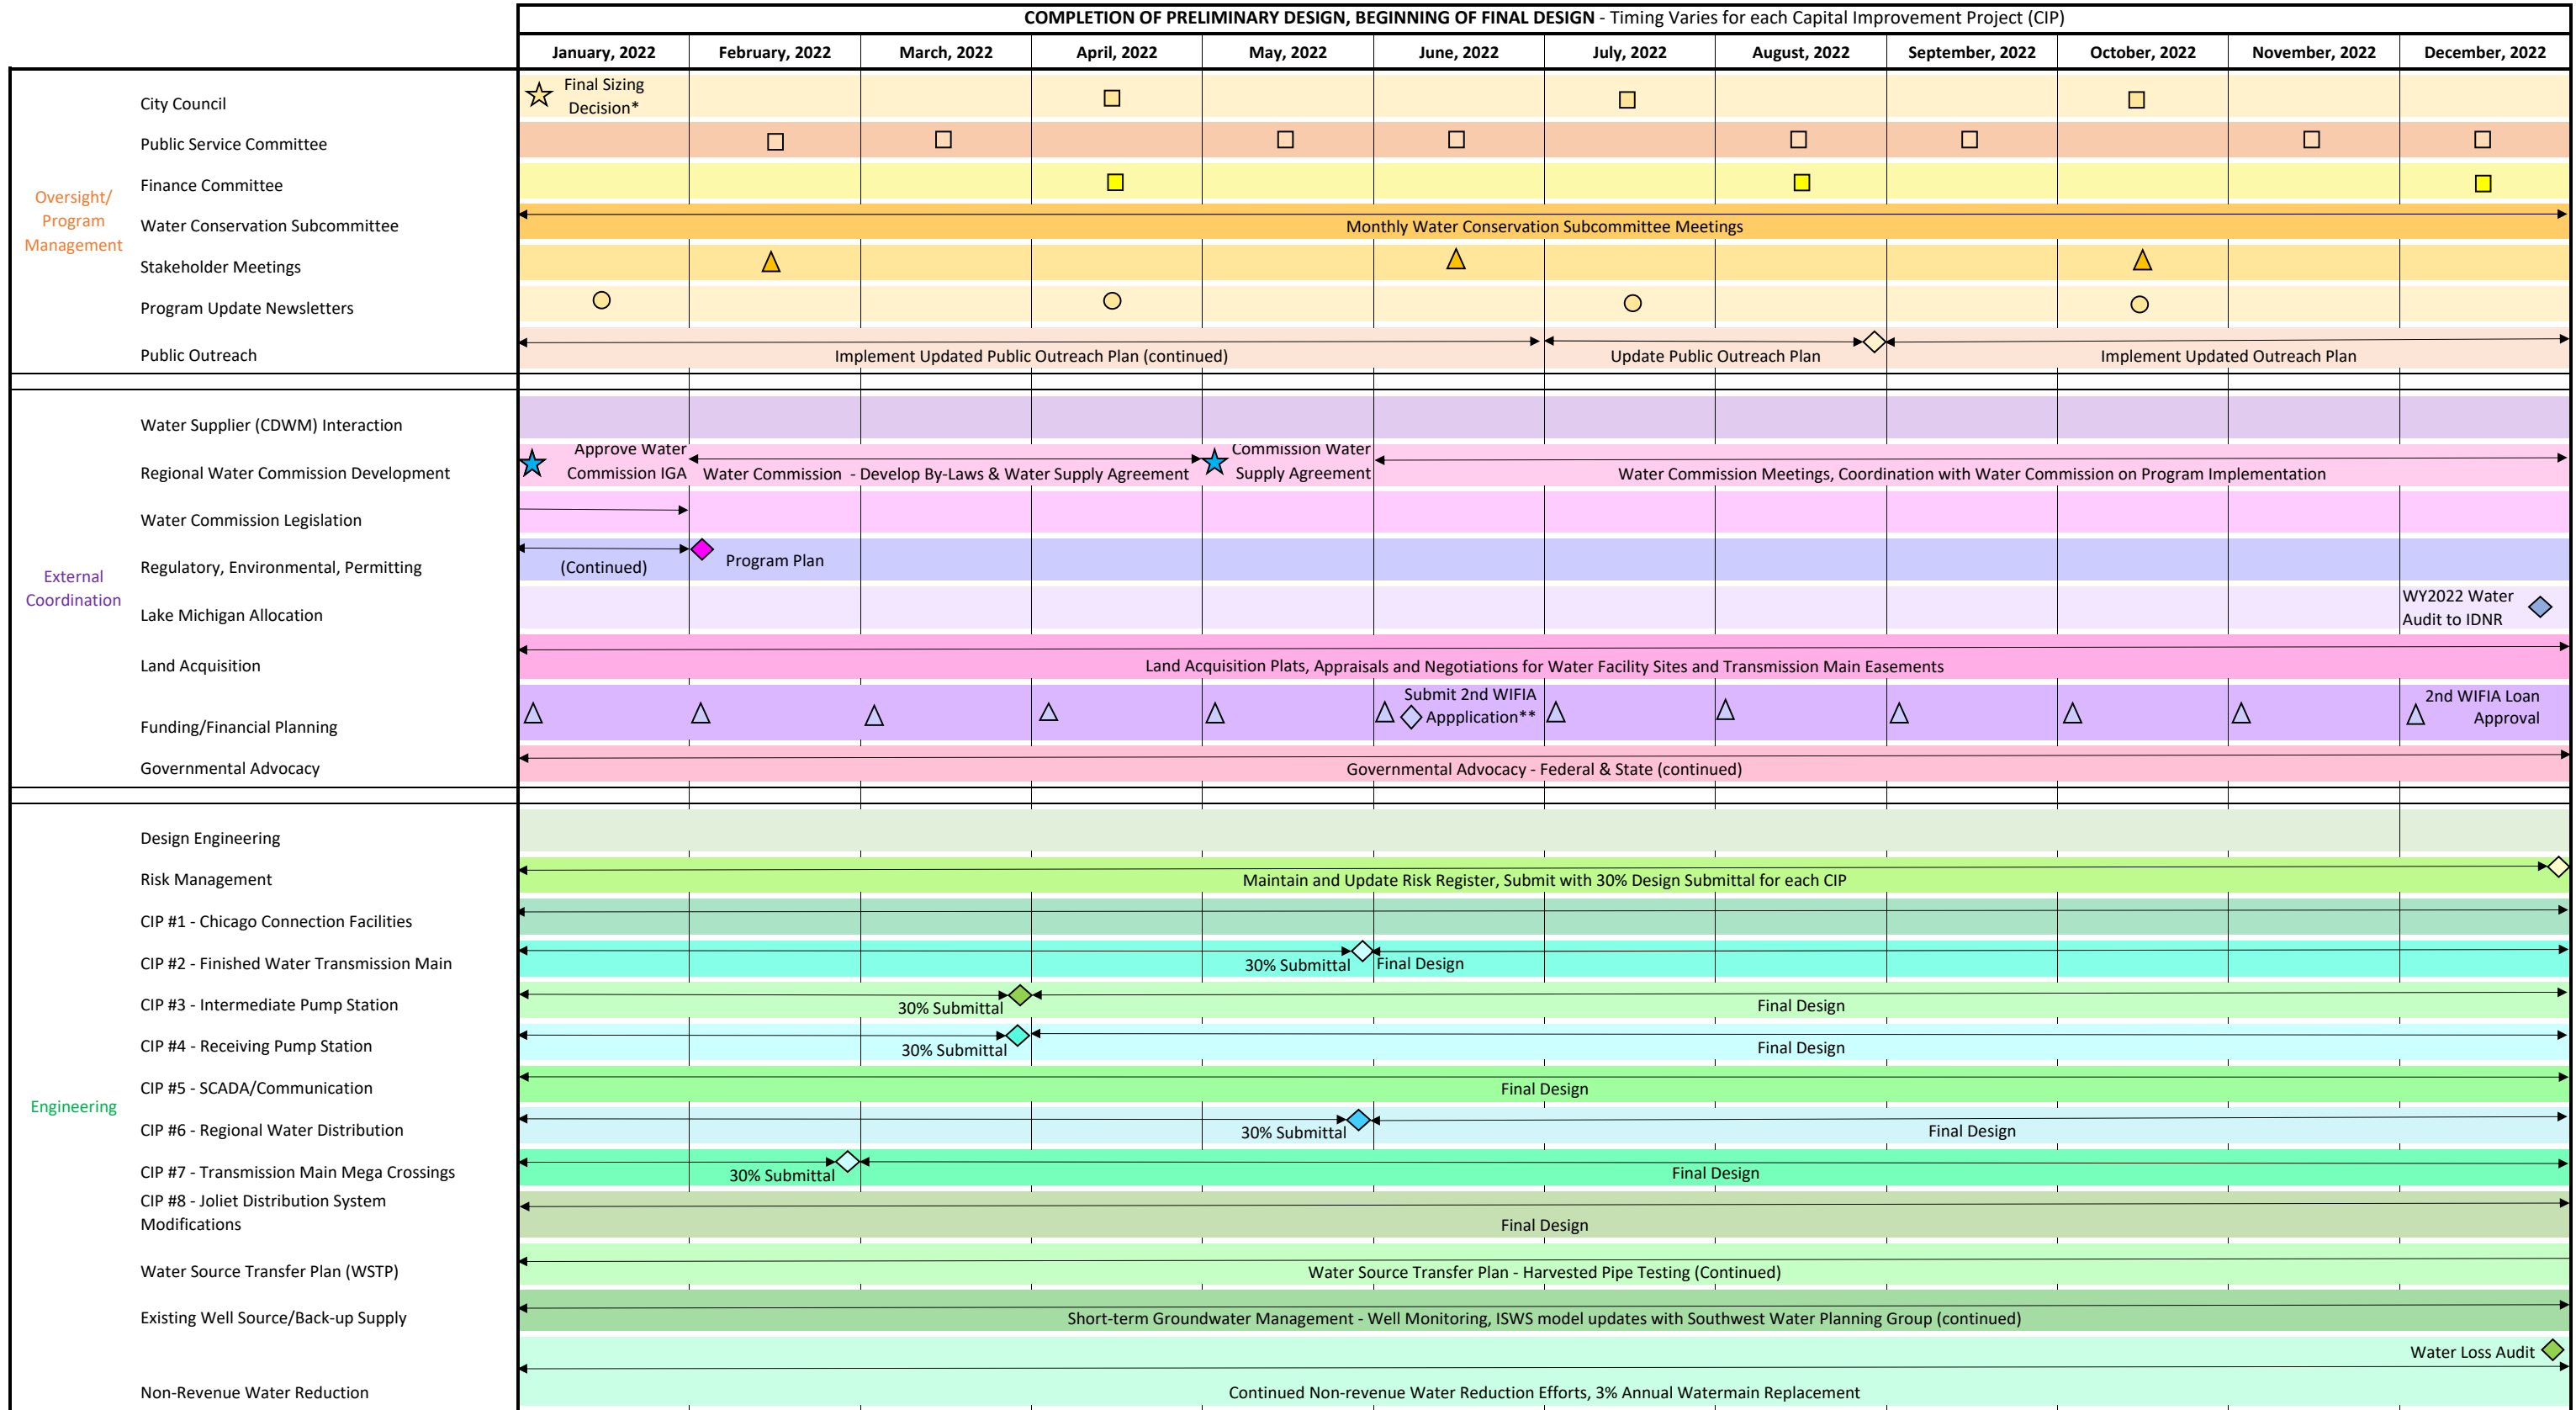 COMPLETION OF PRELIMINARY DESIGN, BEGINNING OF FINAL DESIGN - Timing Varies for each Capital Improvement Project (CIP)
January, 2022 February, 2022 March, 2022 April, 2022 May, 2022 June, 2022 July, 2022 August, 2022 September, 2022 October, 2022 November, 2022 December, 2022
Oversight/
Program
Management
City Council
Final Sizing
Decision*
Public Service Committee
Finance Committee
Water Conservation Subcommittee
Monthly Water Conservation Subcommittee Meetings
Stakeholder Meetings
Program Update Newsletters
Public Outreach
Implement Updated Public Outreach Plan (continued)
Update Public Outreach Plan
Implement Updated Outreach Plan
External
Coordination
Water Supplier (CDWM) Interaction
Regional Water Commission Development
Approve Water
Commission IGA
Water Commission - Develop By-Laws & Water Supply Agreement
Commission Water
Supply Agreement
Water Commission Meetings, Coordination with Water Commission on Program Implementation
Water Commission Legislation
Regulatory, Environmental, Permitting
(Continued)
Program Plan
Lake Michigan Allocation
WY2022 Water
Audit to IDNR
Land Acquisition
Land Acquisition Plats, Appraisals and Negotiations for Water Facility Sites and Transmission Main Easements
Funding/Financial Planning
Submit 2nd WIFIA
Appplication**
2nd WIFIA Loan
Approval
Governmental Advocacy
Governmental Advocacy - Federal & State (continued)
Engineering
Design Engineering
Risk Management
Maintain and Update Risk Register, Submit with 30% Design Submittal for each CIP
CIP #1 - Chicago Connection Facilities
CIP #2 - Finished Water Transmission Main
30% Submittal
Final Design
CIP #3 - Intermediate Pump Station
30% Submittal
Final Design
CIP #4 - Receiving Pump Station
30% Submittal
Final Design
CIP #5 - SCADA/Communication
Final Design
CIP #6 - Regional Water Distribution
30% Submittal
Final Design
CIP #7 - Transmission Main Mega Crossings
30% Submittal
Final Design
CIP #8 - Joliet Distribution System
Modifications
Final Design
Water Source Transfer Plan (WSTP)
Water Source Transfer Plan - Harvested Pipe Testing (Continued)
Existing Well Source/Back-up Supply
Short-term Groundwater Management - Well Monitoring, ISWS model updates with Southwest Water Planning Group (continued)
Water Loss Audit
Non-Revenue Water Reduction
Continued Non-revenue Water Reduction Efforts, 3% Annual Watermain Replacement